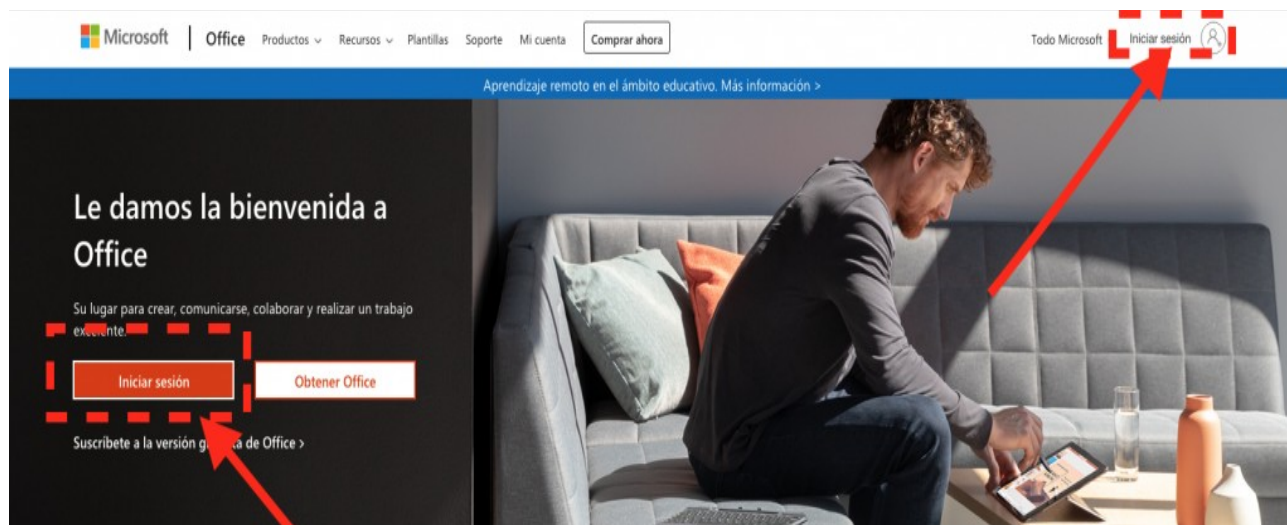 Microsoft | Office Productos Recursos Plantillas Soporte Mi cuenta Comprar ahora Todo Microsoft Iniciar sesión
Aprendizaje remoto en el ámbito educativo. Más información >
Le damos la bienvenida a
Office
Su lugar para crear, comunicarse, colaborar y realizar un trabajo
excelente.
Iniciar sesión Obtener Office
Suscríbete a la versión de Office >